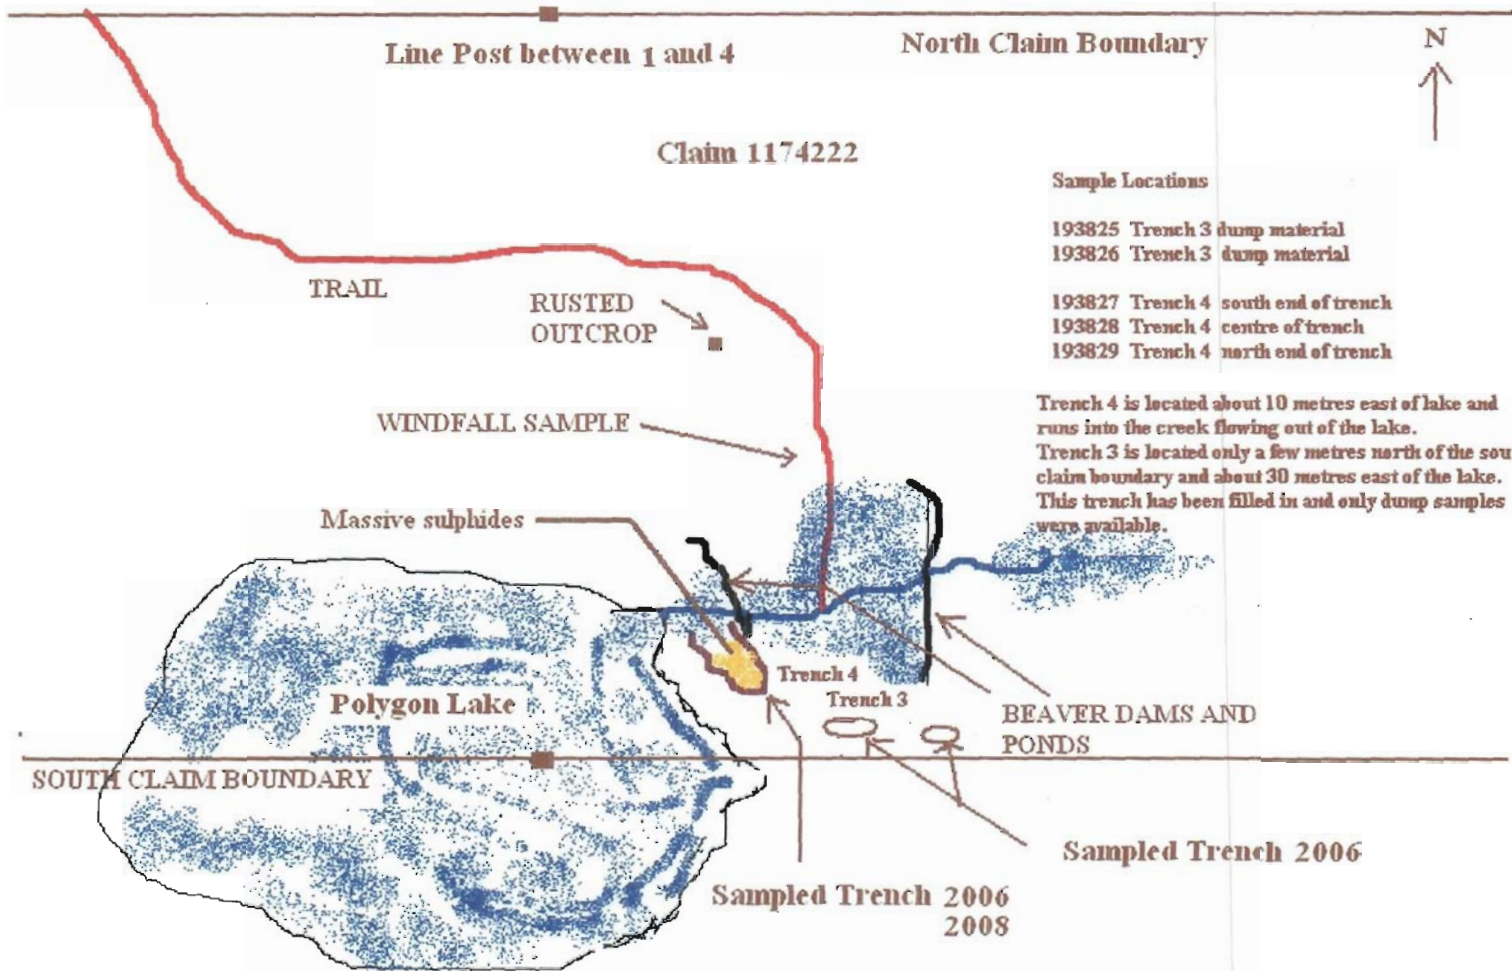 Line Post between 1 and 4
North Claim Boundary
N
Claim 1174222
Sample Locations
193825 Trench 3 dump material
193826 Trench 3 dump material
193827 Trench 4 south end of trench
193828 Trench 4 centre of trench
193829 Trench 4 north end of trench
TRAIL
RUSTED
OUTCROP
WINDFALL SAMPLE
Trench 4 is located about 10 metres east of lake and
runs into the creek flowing out of the lake.
Trench 3 is located only a few metres north of the sou
claim boundary and about 30 metres east of the lake.
This trench has been filled in and only dump samples
were available.
Massive sulphides
Trench 4
Trench 3
Polygon Lake
BEAVER DAMS AND
PONDS
SOUTH CLAIM BOUNDARY
Sampled Trench 2006
Sampled Trench 2006
2008